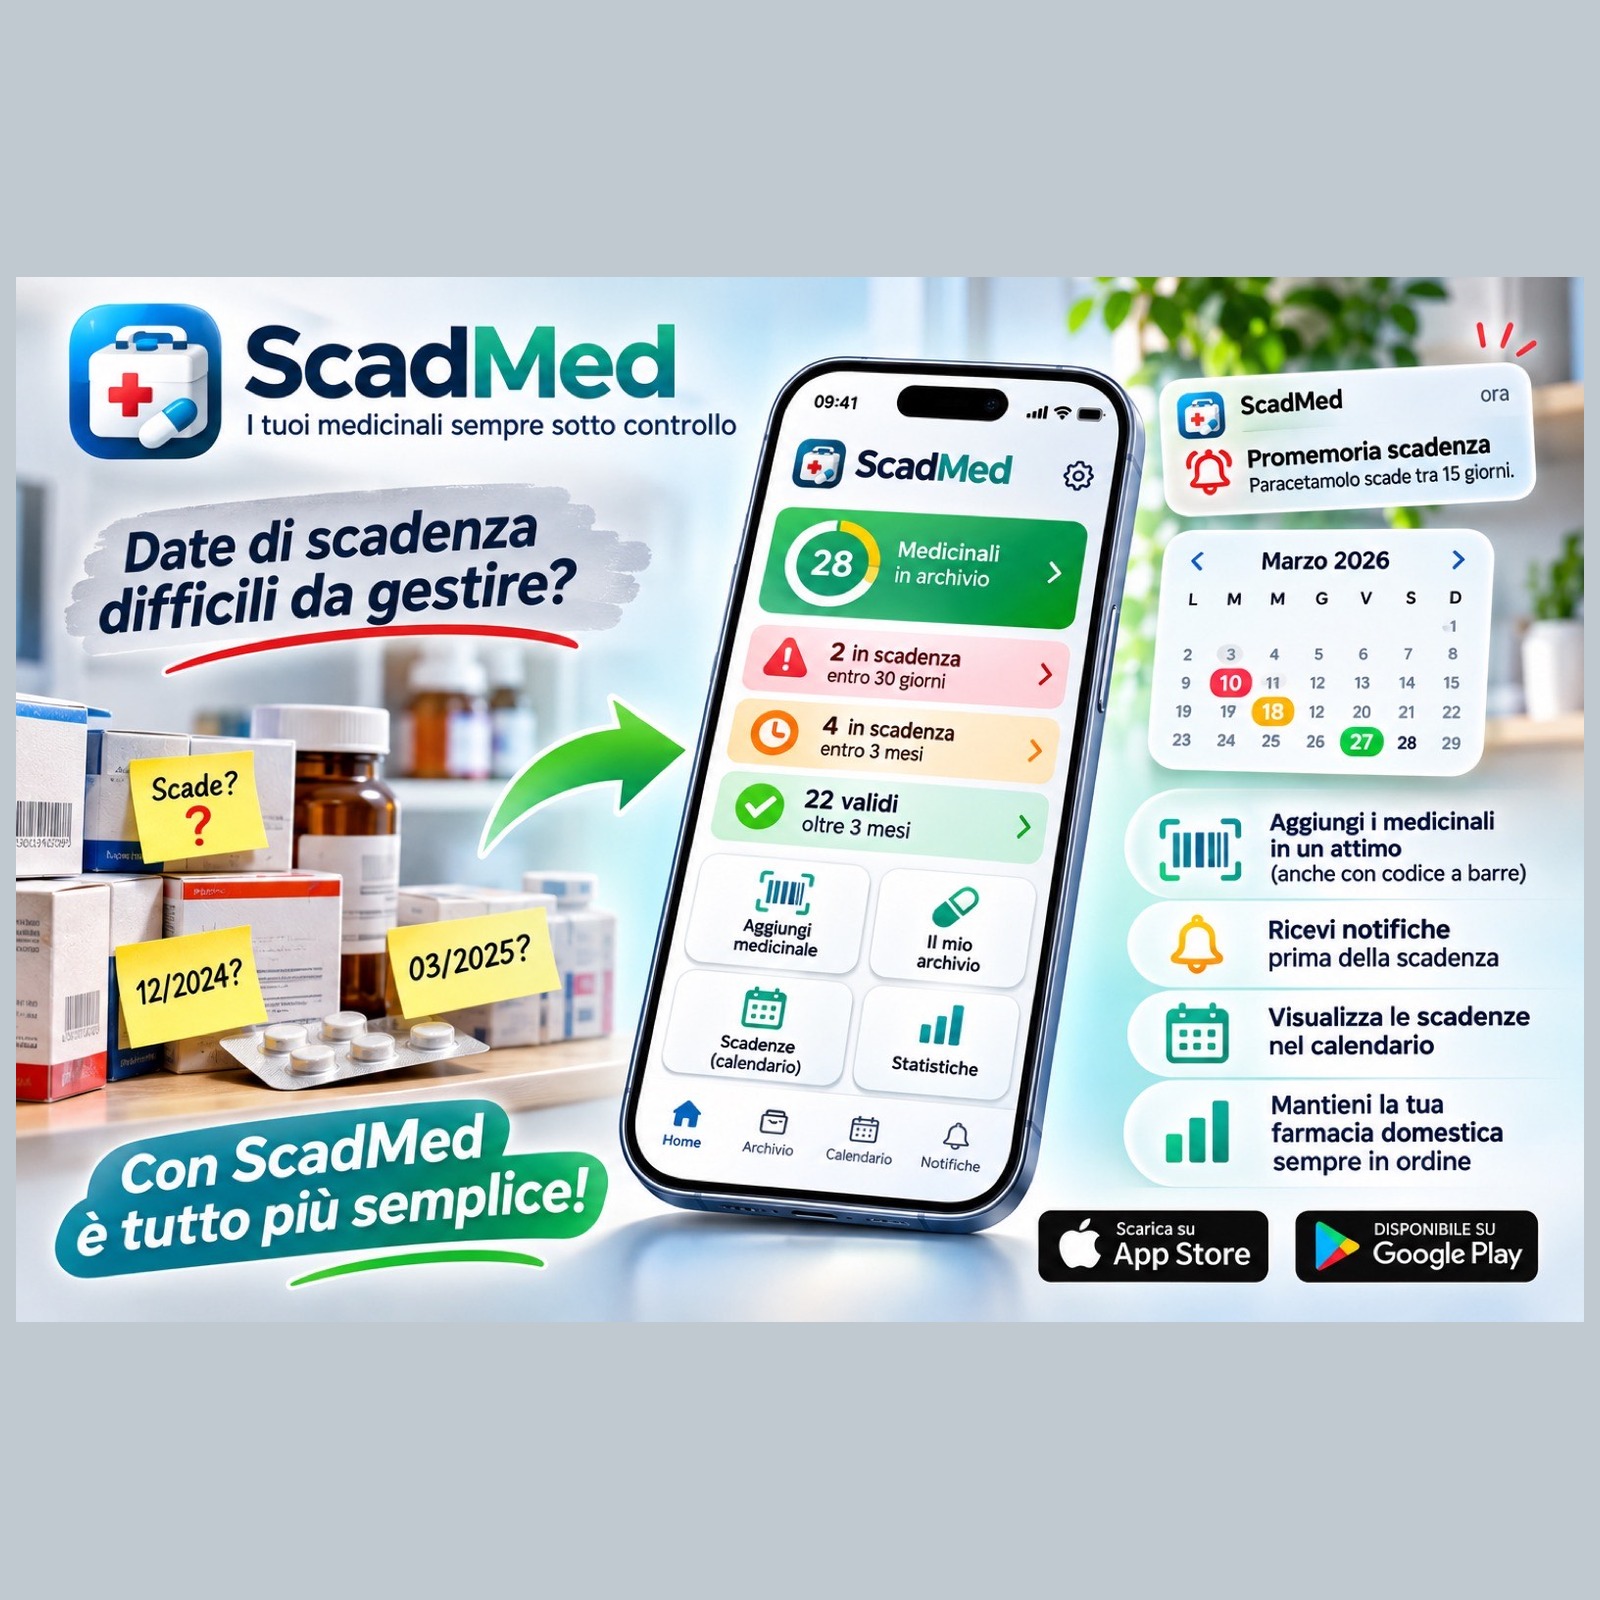 ScadMed
I tuoi medicinali sempre sotto controllo
Date di scadenza
difficili da gestire?
Scade?
?
12/2024?
03/2025?
Con ScadMed
è tutto più semplice!
09:41
ScadMed
28
Medicinali
in archivio
2 in scadenza
entro 30 giorni
4 in scadenza
entro 3 mesi
22 validi
oltre 3 mesi
Aggiungi
medicinale
Il mio
archivio
Scadenze
(calendario)
Statistiche
Home
Archivio
Calendario
Notifiche
ScadMed
ora
Promemoria scadenza
Paracetamolo scade tra 15 giorni.
Marzo 2026
L M M G V S D
1
2 3 4 5 6 7 8
9 10 11 12 13 14 15
19 19 18 12 20 21 22
23 24 25 26 27 28 29
Aggiungi i medicinali
in un attimo
(anche con codice a barre)
Ricevi notifiche
prima della scadenza
Visualizza le scadenze
nel calendario
Mantieni la tua
farmacia domestica
sempre in ordine
Scarica su
App Store
DISPONIBILE SU
Google Play